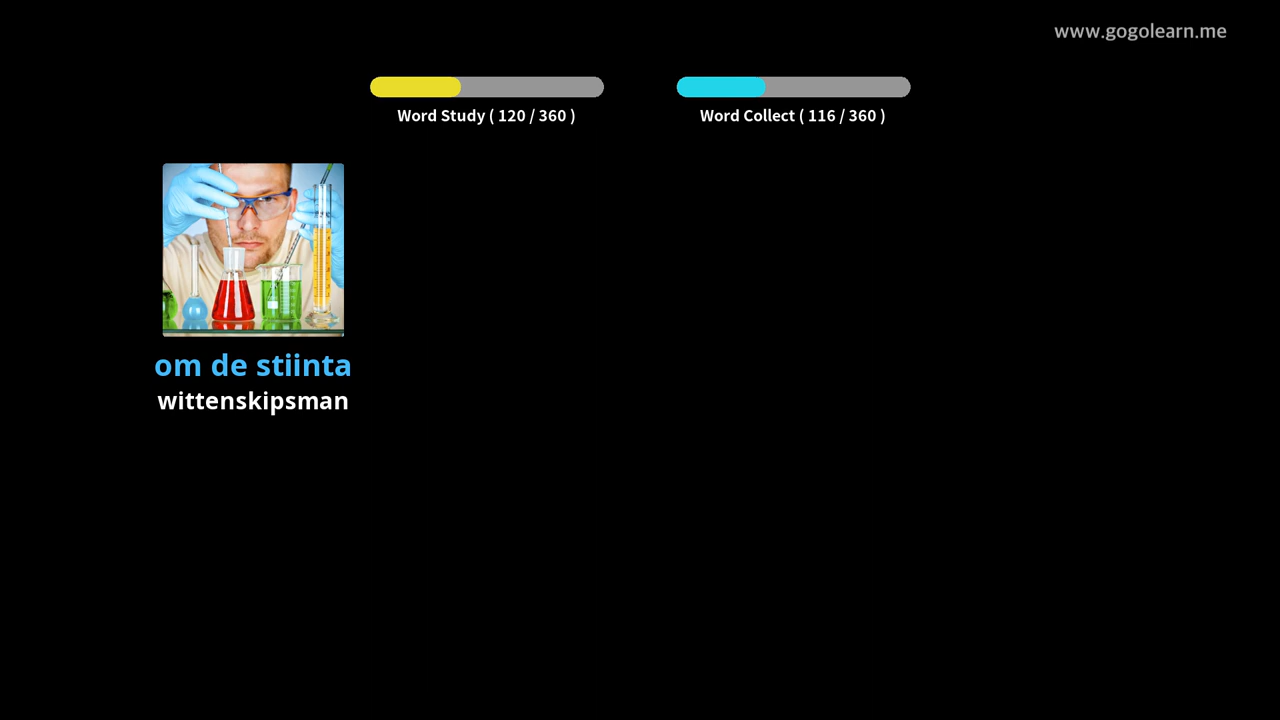 www.gogolearn.me
Word Study ( 120 / 360 )
Word Collect ( 116 / 360 )
om de stiinta
wittenskipsman